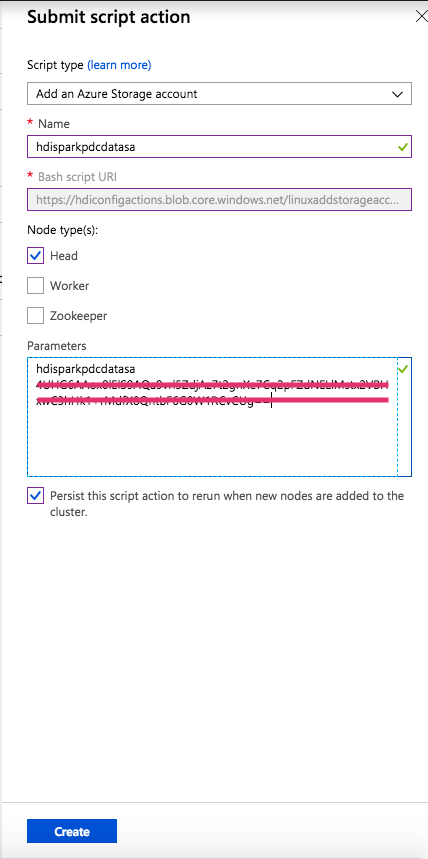 Submit script action
Script type (learn more)
Add an Azure Storage account
* Name
hdisparkpdcdatasa
* Bash script URI
https://hdiconfigactions.blob.core.windows.net/linuxaddstorageacc...
Node type(s):
Head
Worker
Zookeeper
Parameters
hdisparkpdcdatasa
Persist this script action to rerun when new nodes are added to the
cluster.
Create